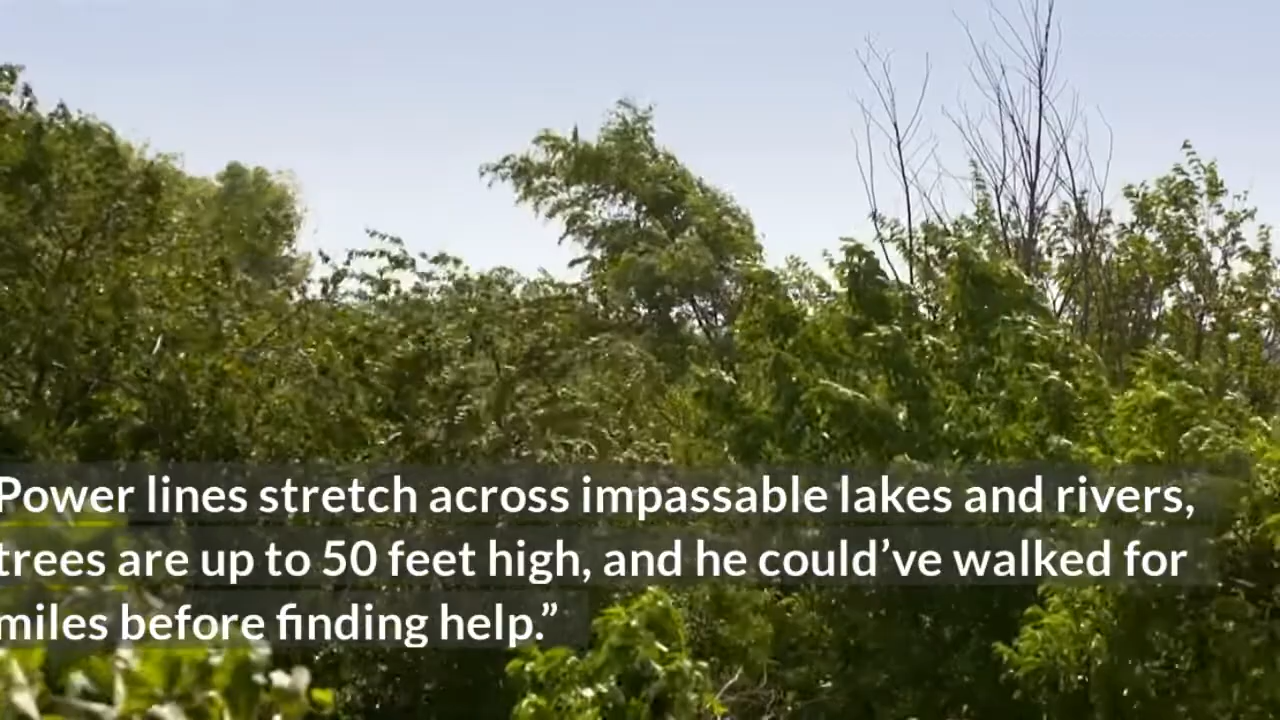 Power lines stretch across impassable lakes and rivers,
trees are up to 50 feet high, and he could’ve walked for
miles before finding help.”